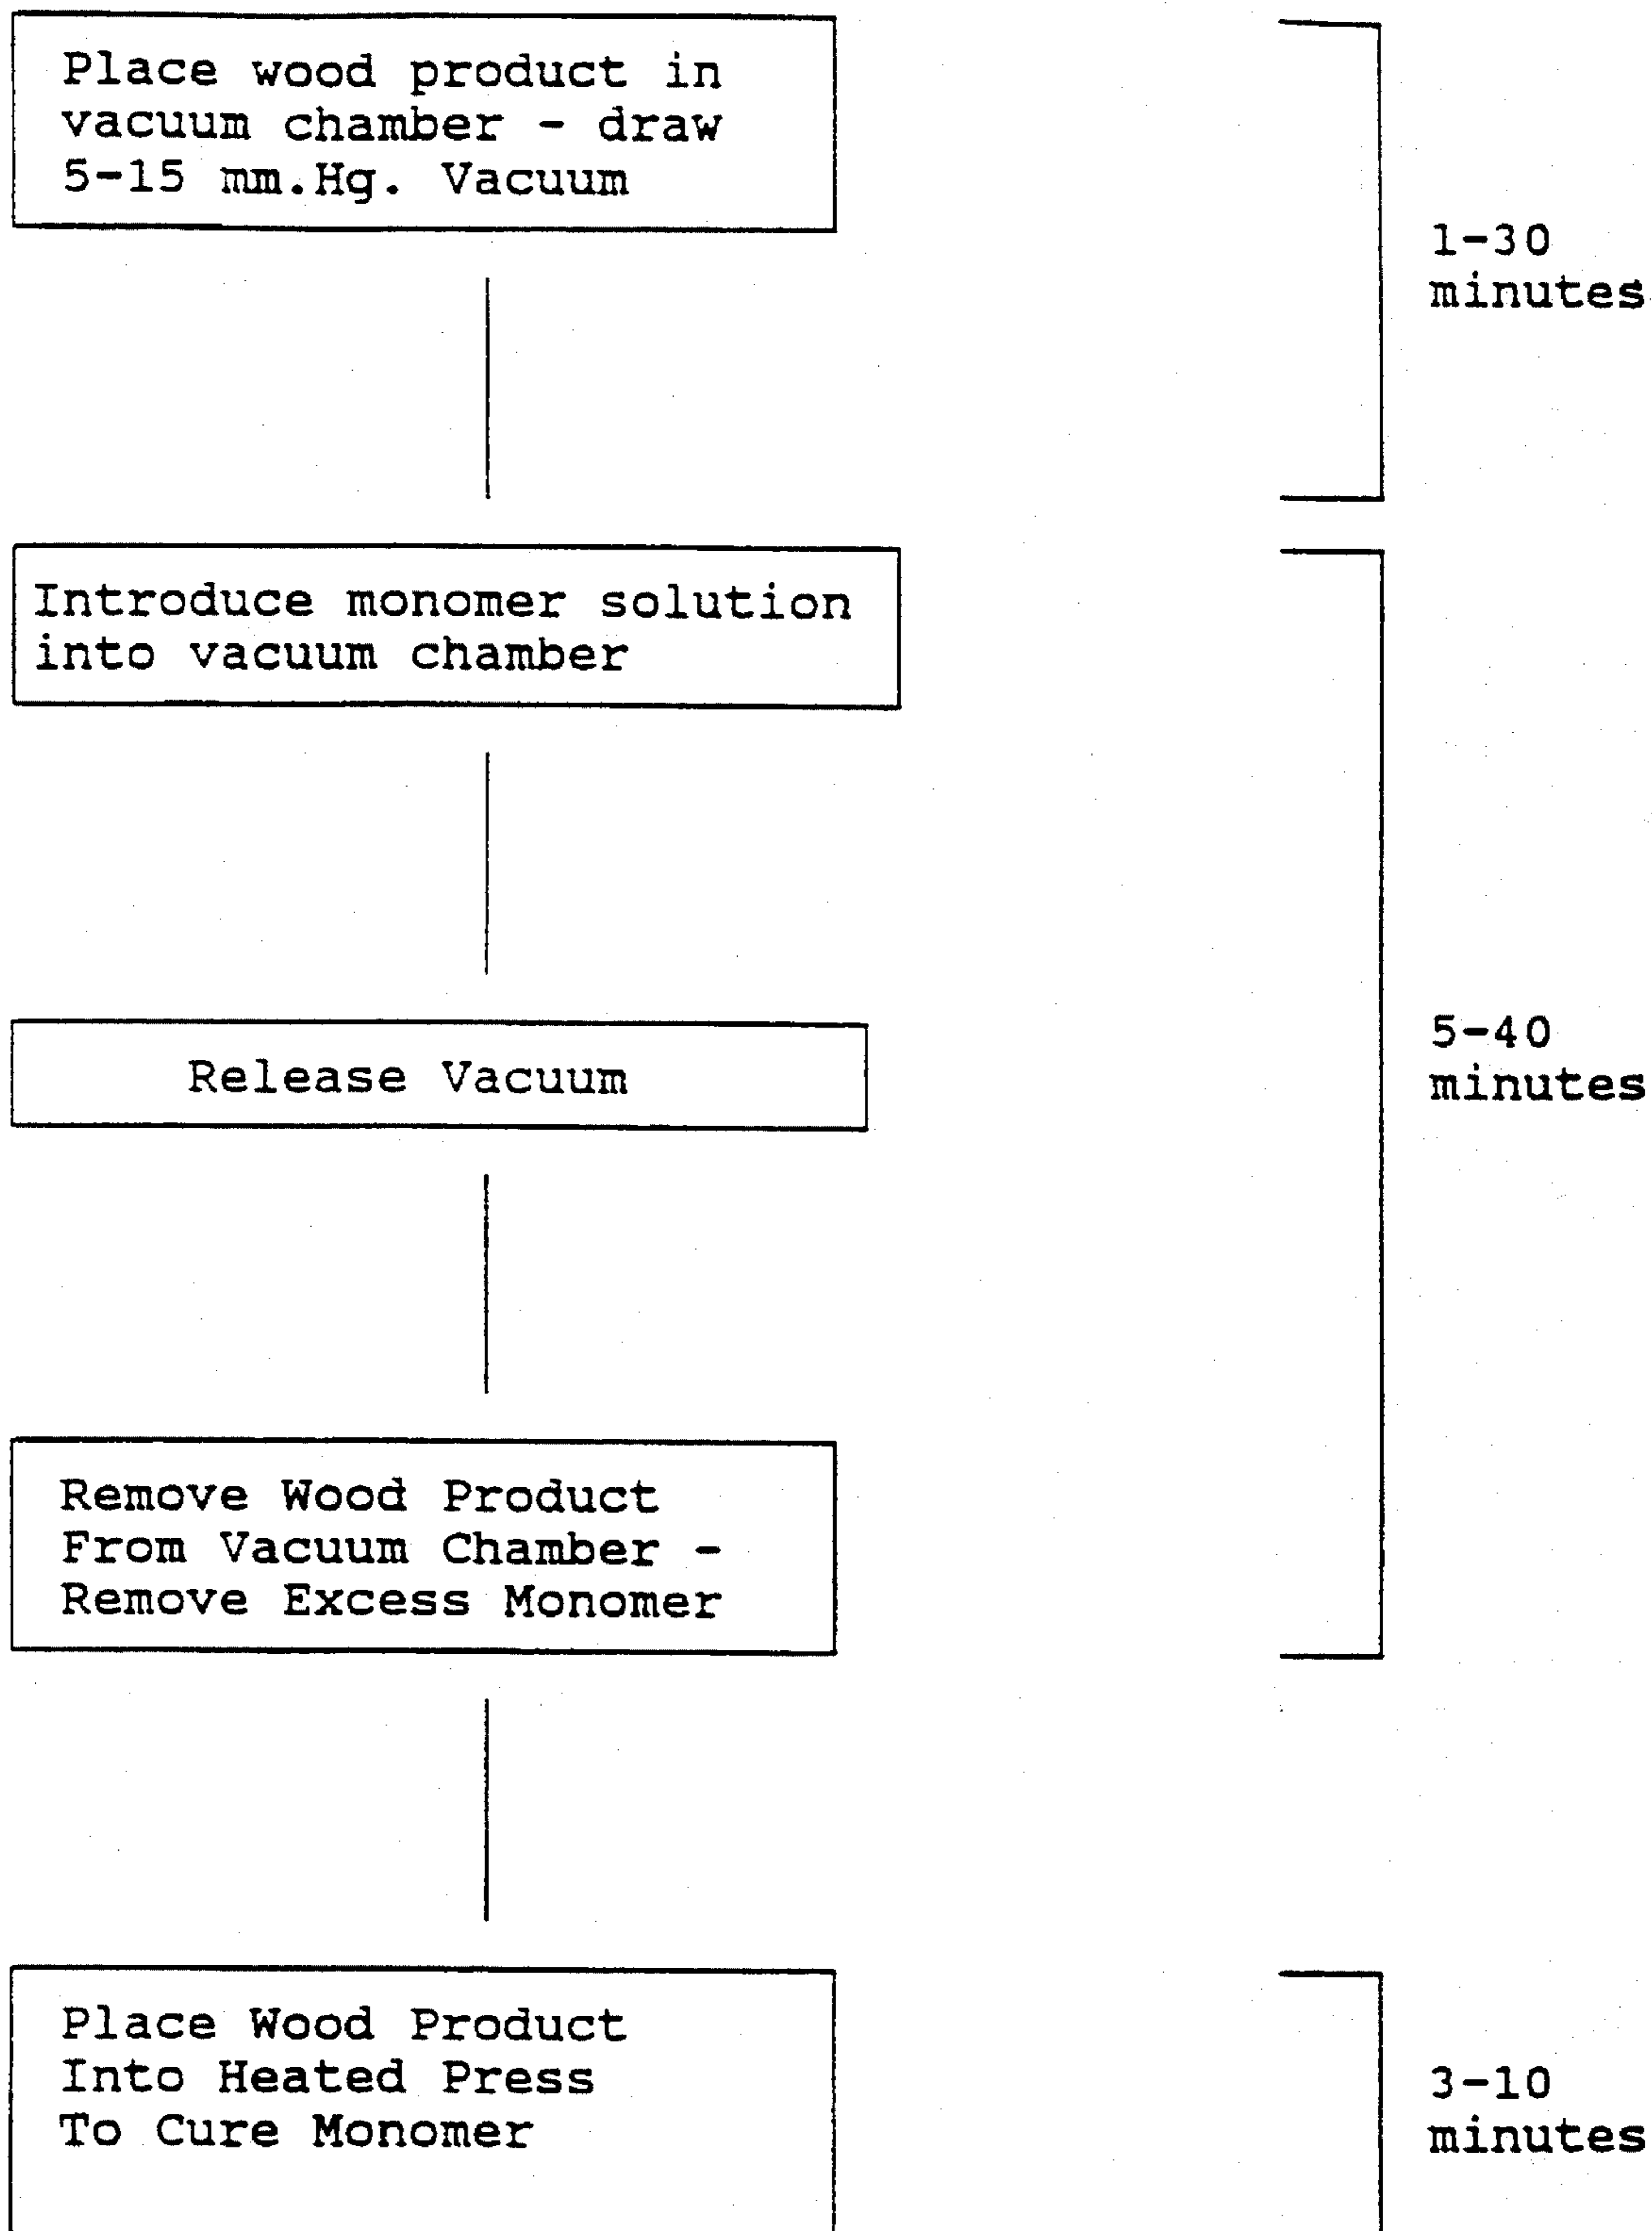 Place wood product in
vacuum chamber - draw
5-15 mm.Hg. Vacuum
1-30
minutes
Introduce monomer solution
into vacuum chamber
Release Vacuum
5-40
minutes
Remove Wood Product
From Vacuum Chamber -
Remove Excess Monomer
Place Wood Product
Into Heated Press
To Cure Monomer
3-10
minutes